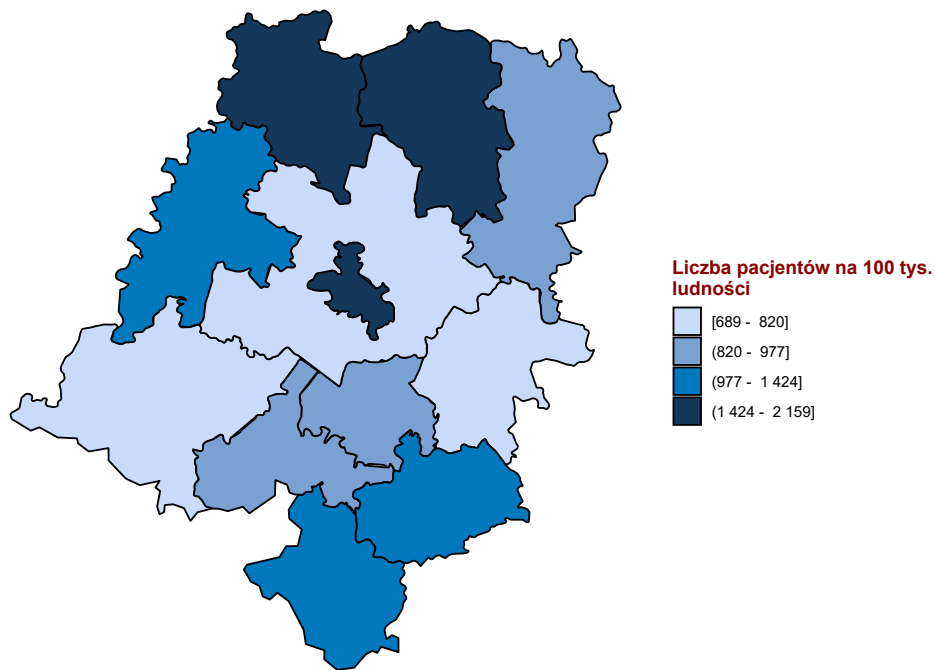 Liczba pacjentów na 100 tys.
ludności
[689 - 820]
(820 - 977]
(977 - 1 424]
(1 424 - 2 159]